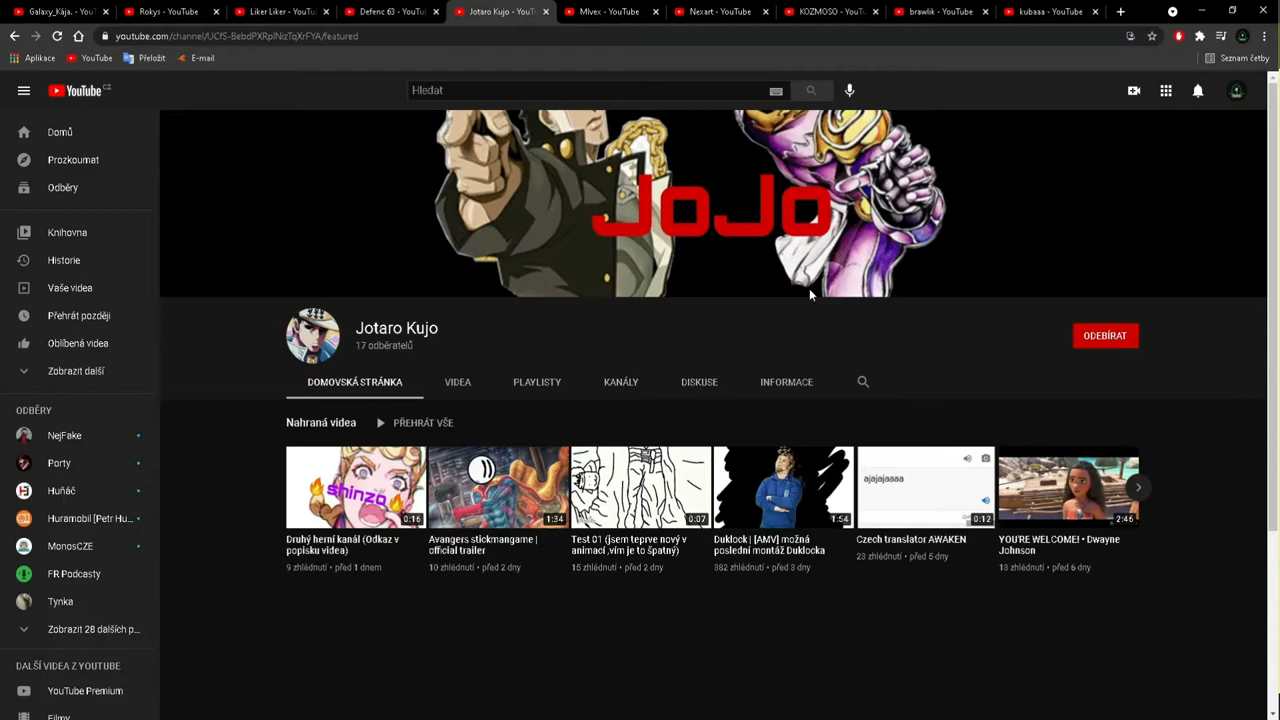 Galaxy_Kája. - YouT
Rokys - YouTube
Liker Liker - YouTub
Defenc 63 - YouTube
Jotaro Kujo - YouTu
Mlvex - YouTube
Nexart - YouTube
KOZMOSO - YouTu
brawlik - YouTube
kubaaa - YouTube
youtube.com/channel/UCfS-BebdPXRplNizTqXrFYA/featured
Aplikace
YouTube
Přeložit
E-mail
Seznam četby
YouTube CZ
Hledat
Domů
Prozkoumat
Odběry
Knihovna
Historie
Vaše videa
Přehrát později
Oblíbená videa
Zobrazit další
ODBĚRY
NejFake
Porty
Huňáč
Huramobil [Petr Hu...
MonosCZE
FR Podcasty
Tynka
Zobrazit 28 dalších p...
DALŠÍ VIDEA Z YOUTUBE
YouTube Premium
Filmy
JoJo
Jotaro Kujo
17 odběratelů
ODEBÍRAT
DOMOVSKÁ STRÁNKA
VIDEA
PLAYLISTY
KANÁLY
DISKUSE
INFORMACE
Nahraná videa
PŘEHRÁT VŠE
shinzo
0:16
1:34
0:07
1:54
ajajajaaaa
0:12
2:46
Druhý herní kanál (Odkaz v
popisku videa)
9 zhlédnutí • před 1 dnem
Avangers stickmangame |
official trailer
10 zhlédnutí • před 2 dny
Test 01 (jsem teprve nový v
animací ,vím je to špatný)
15 zhlédnutí • před 2 dny
Duklock | [AMV] možná
poslední montáž Duklocka
382 zhlédnutí • před 3 dny
Czech translator AWAKEN
23 zhlédnutí • před 5 dny
YOU'RE WELCOME! • Dwayne
Johnson
13 zhlédnutí • před 6 dny